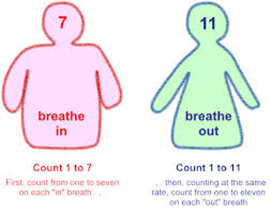 7
breathe
in
Count 1 to 7
First, count from one to seven
on each "in" breath . . .
11
breathe
out
Count 1 to 11
. . then, counting at the same
rate, count from one to eleven
on each "out" breath